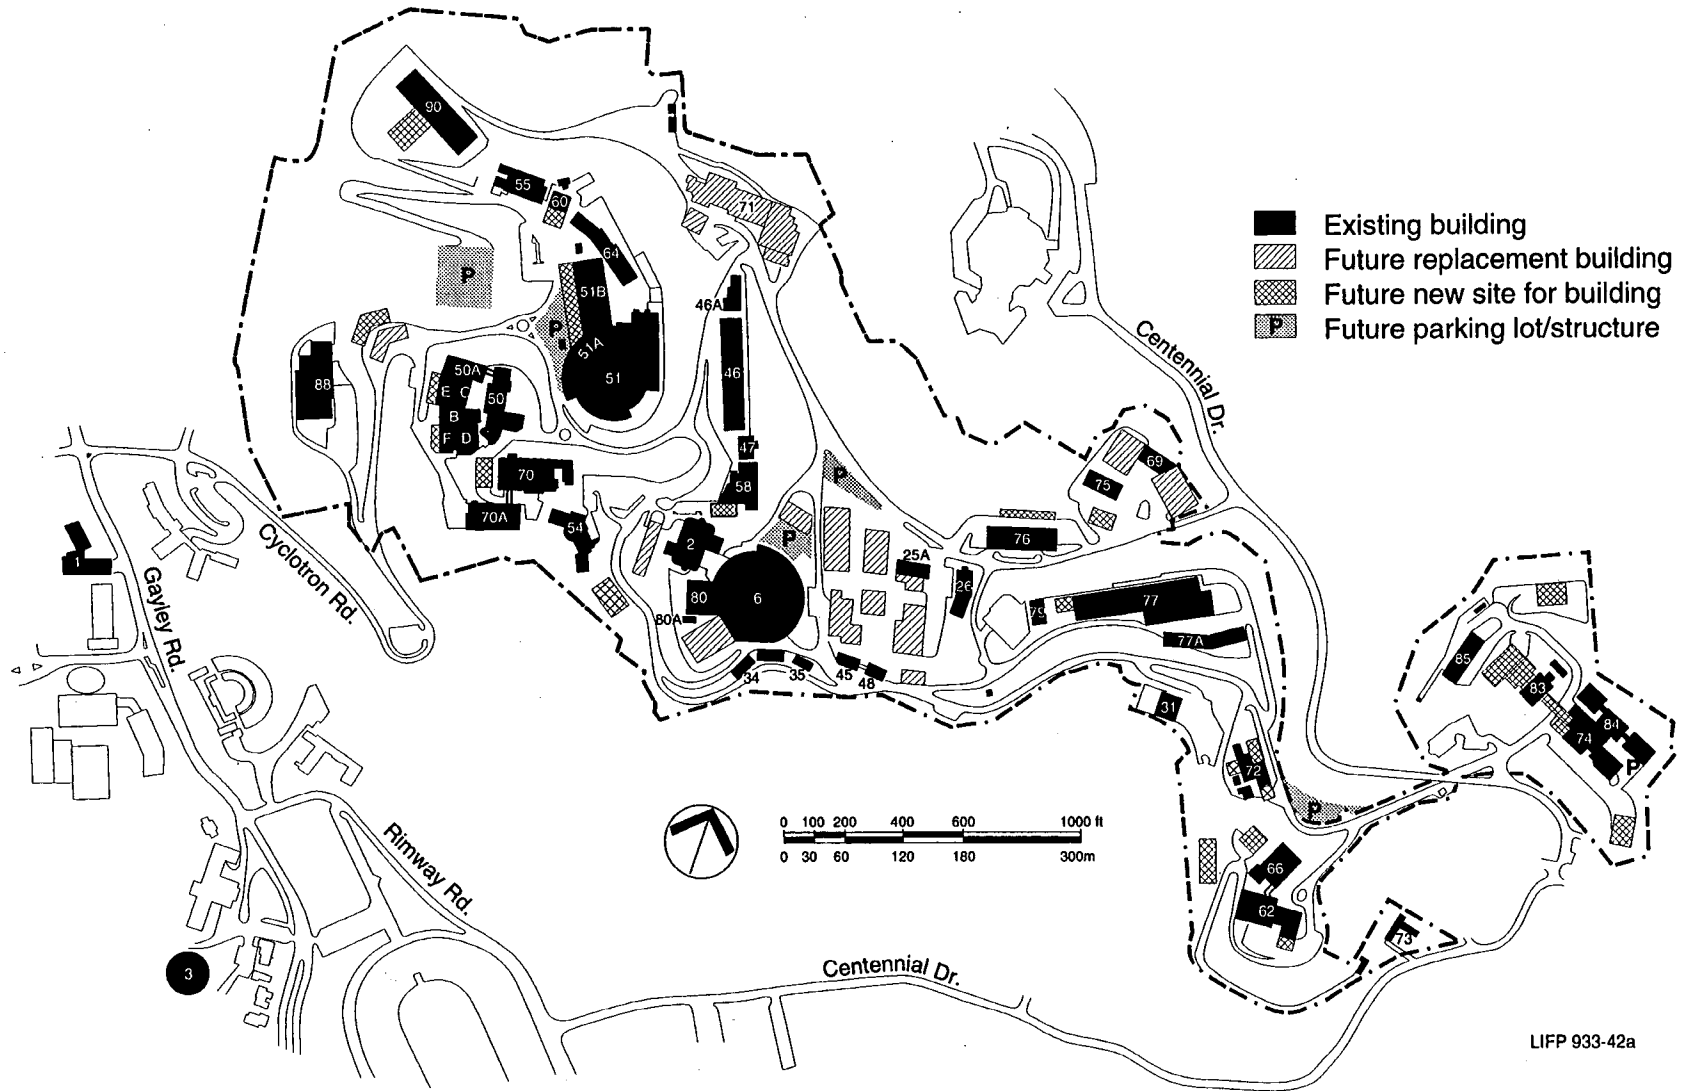 90
55
60
71
64
P
51B
46A
P
51A
51
46
88
50A
E C
50
B
F D
47
58
70
70A
54
P
P
2
6
80
80A
34
35
45
48
25A
26
76
75
69
79
77
77A
31
72
P
66
62
73
85
83
74
84
P
1
3
Existing building
Future replacement building
Future new site for building
P Future parking lot/structure
Centennial Dr.
Cyclotron Rd.
Gayley Rd.
Rimway Rd.
Centennial Dr.
0 100 200 400 600 1000 ft
0 30 60 120 180 300m
LIFP 933-42a